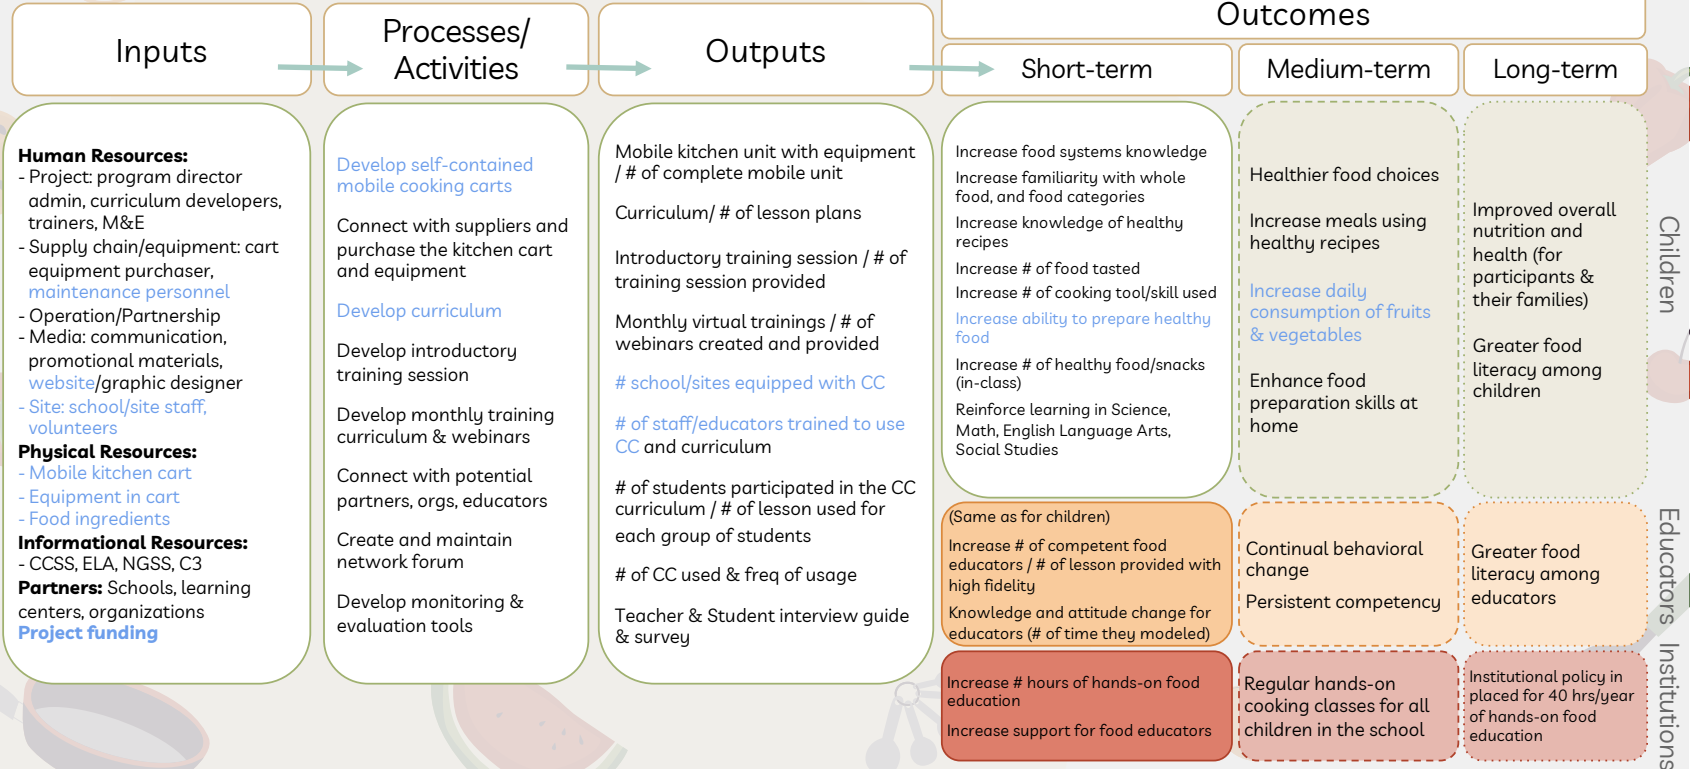 Inputs
Processes/
Activities
Outputs
Outcomes
Short-term
Medium-term
Long-term
Human Resources:
- Project: program director
admin, curriculum developers,
trainers, M&E
- Supply chain/equipment: cart
equipment purchaser,
maintenance personnel
- Operation/Partnership
- Media: communication,
promotional materials,
website/graphic designer
- Site: school/site staff,
volunteers
Physical Resources:
- Mobile kitchen cart
- Equipment in cart
- Food ingredients
Informational Resources:
- CCSS, ELA, NGSS, C3
Partners: Schools, learning
centers, organizations
Project funding
Develop self-contained
mobile cooking carts
Connect with suppliers and
purchase the kitchen cart
and equipment
Develop curriculum
Develop introductory
training session
Develop monthly training
curriculum & webinars
Connect with potential
partners, orgs, educators
Create and maintain
network forum
Develop monitoring &
evaluation tools
Mobile kitchen unit with equipment
/ # of complete mobile unit
Curriculum/ # of lesson plans
Introductory training session / # of
training session provided
Monthly virtual trainings / # of
webinars created and provided
# school/sites equipped with CC
# of staff/educators trained to use
CC and curriculum
# of students participated in the CC
curriculum / # of lesson used for
each group of students
# of CC used & freq of usage
Teacher & Student interview guide
& survey
Increase food systems knowledge
Increase familiarity with whole
food, and food categories
Increase knowledge of healthy
recipes
Increase # of food tasted
Increase # of cooking tool/skill used
Increase ability to prepare healthy
food
Increase # of healthy food/snacks
(in-class)
Reinforce learning in Science,
Math, English Language Arts,
Social Studies
Healthier food choices
Increase meals using
healthy recipes
Increase daily
consumption of fruits
& vegetables
Enhance food
preparation skills at
home
Improved overall
nutrition and
health (for
participants &
their families)
Greater food
literacy among
children
Children
(Same as for children)
Increase # of competent food
educators / # of lesson provided with
high fidelity
Knowledge and attitude change for
educators (# of time they modeled)
Continual behavioral
change
Persistent competency
Greater food
literacy among
educators
Educators
Increase # hours of hands-on food
education
Increase support for food educators
Regular hands-on
cooking classes for all
children in the school
Institutional policy in
placed for 40 hrs/year
of hands-on food
education
Institutions